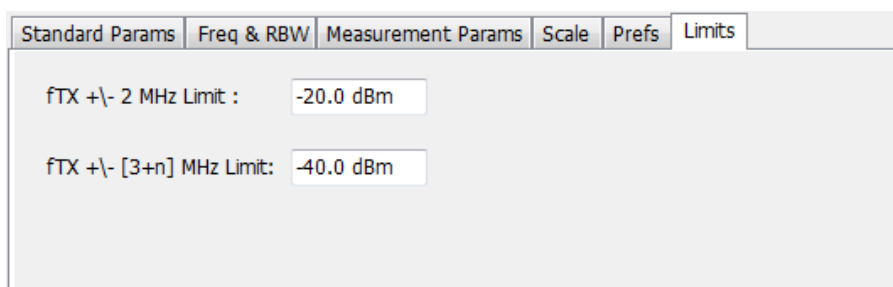 Standard Params Freq & RBW Measurement Params Scale Prefs Limits
fTX +\- 2 MHz Limit : -20.0 dBm
fTX +\- [3+n] MHz Limit: -40.0 dBm